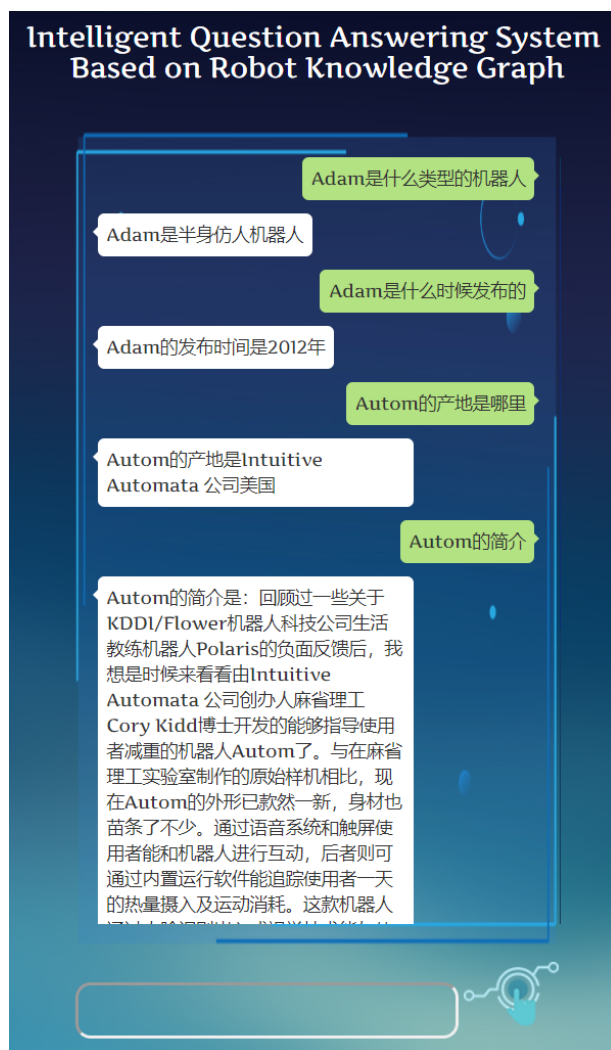 Intelligent Question Answering System
Based on Robot Knowledge Graph
Adam是什么类型的机器人
Adam是半身仿人机器人
Adam是什么时候发布的
Adam的发布时间是2012年
Autom的产地是哪里
Autom的产地是Intuitive
Automata 公司美国
Autom的简介
Autom的简介是：回顾过一些关于
KDDI/Flower机器人科技公司生活
教练机器人Polaris的负面反馈后，我
想是时候来看看由Intuitive
Automata 公司创办人麻省理工
Cory Kidd博士开发的能够指导使用
者减重的机器人Autom了。与在麻省
理工实验室制作的原始样机相比，现
在Autom的外形已款然一新，身材也
苗条了不少。通过语音系统和触屏使
用者能和机器人进行互动，后者则可
通过内置运行软件能追踪使用者一天
的热量摄入及运动消耗。这款机器人